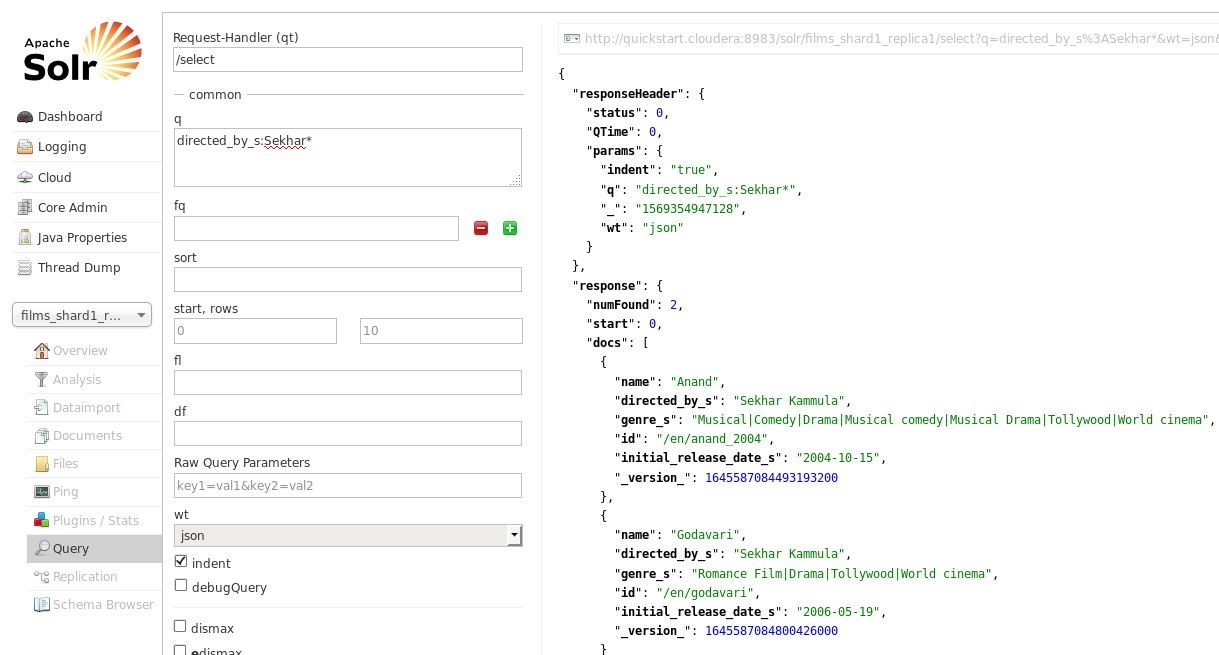 Apache
Solr
Dashboard
Logging
Cloud
Core Admin
Java Properties
Thread Dump
films_shard1_r...
Overview
Analysis
Dataimport
Documents
Files
Ping
Plugins / Stats
Query
Replication
Schema Browser
Request-Handler (qt)
/select
common
q
directed_by_s:Sekhar*
fq
sort
start, rows
0
10
fl
df
Raw Query Parameters
key1=val1&key2=val2
wt
json
indent
debugQuery
dismax
edismax
http://quickstart.cloudera:8983/solr/films_shard1_replica1/select?q=directed_by_s%3ASekhar*&wt=json&
{
"responseHeader": {
"status": 0,
"QTime": 0,
"params": {
"indent": "true",
"q": "directed_by_s:Sekhar*",
"_": "1569354947128",
"wt": "json"
}
},
"response": {
"numFound": 2,
"start": 0,
"docs": [
{
"name": "Anand",
"directed_by_s": "Sekhar Kammula",
"genre_s": "Musical|Comedy|Drama|Musical comedy|Musical Drama|Tollywood|World cinema",
"id": "/en/anand_2004",
"initial_release_date_s": "2004-10-15",
"_version_": 1645587084493193200
},
{
"name": "Godavari",
"directed_by_s": "Sekhar Kammula",
"genre_s": "Romance Film|Drama|Tollywood|World cinema",
"id": "/en/godavari",
"initial_release_date_s": "2006-05-19",
"_version_": 1645587084800426000
}